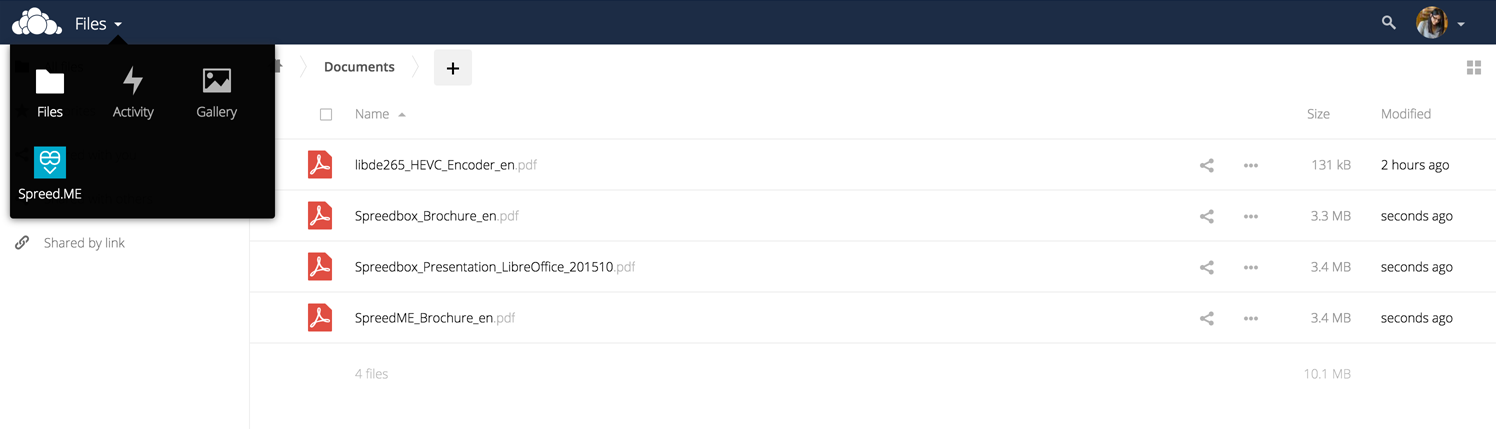 Files
Files Activity Gallery
Spreed.ME
Shared by link
Documents +
Name Size Modified
libde265_HEVC_Encoder_en.pdf 131 kB 2 hours ago
Spreedbox_Brochure_en.pdf 3.3 MB seconds ago
Spreedbox_Presentation_LibreOffice_201510.pdf 3.4 MB seconds ago
SpreedME_Brochure_en.pdf 3.4 MB seconds ago
4 files 10.1 MB